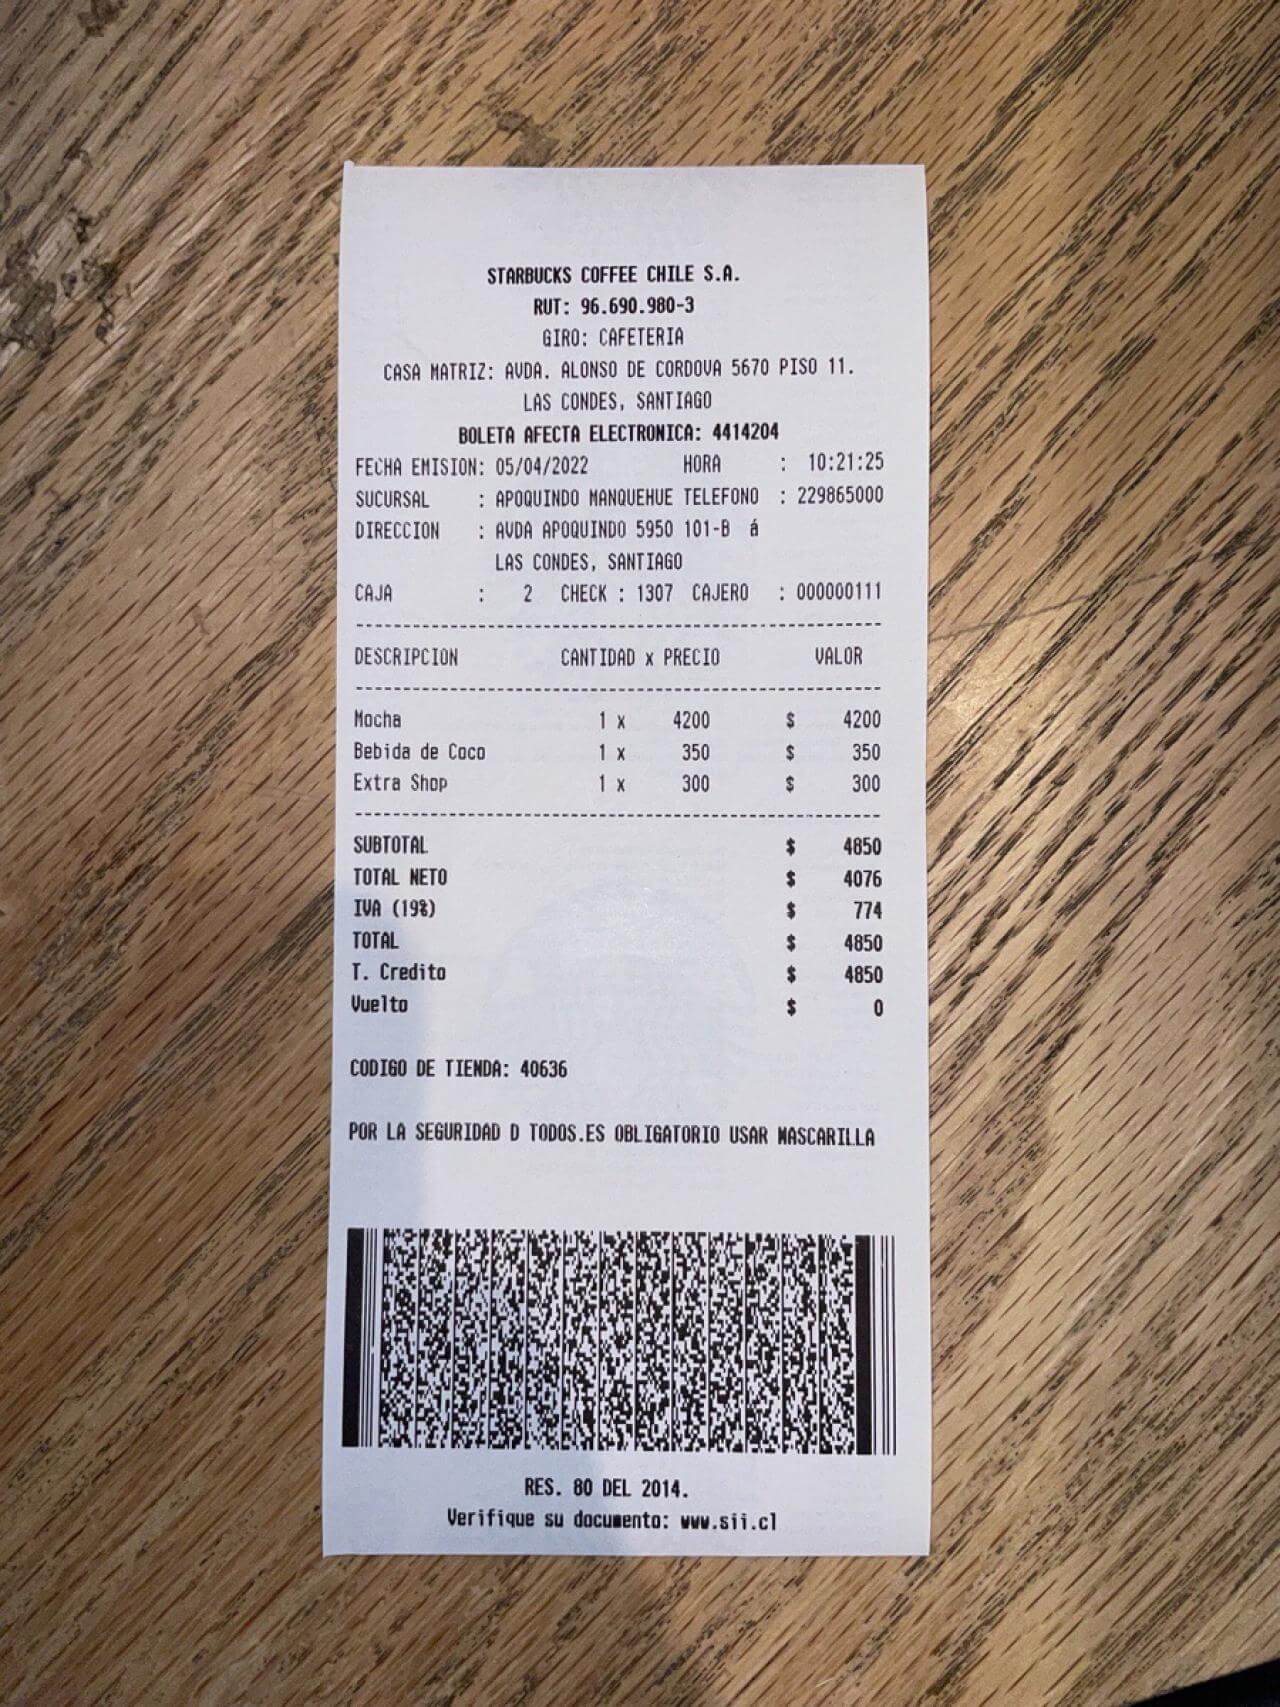 STARBUCKS COFFEE CHILE S.A.
RUT: 96.690.980-3
GIRO: CAFETERIA
CASA MATRIZ: AVDA. ALONSO DE CORDOVA 5670 PISO 11.
LAS CONDES, SANTIAGO
BOLETA AFECTA ELECTRONICA: 4414204
FECHA EMISION: 05/04/2022 HORA : 10:21:25
SUCURSAL : APOQUINDO MANQUEHUE TELEFONO : 229865000
DIRECCION : AVDA APOQUINDO 5950 101-B á
LAS CONDES, SANTIAGO
CAJA : 2 CHECK : 1307 CAJERO : 000000111
DESCRIPCION CANTIDAD x PRECIO VALOR
Mocha 1 x 4200 $ 4200
Bebida de Coco 1 x 350 $ 350
Extra Shop 1 x 300 $ 300
SUBTOTAL $ 4850
TOTAL NETO $ 4076
IVA (19%) $ 774
TOTAL $ 4850
T. Credito $ 4850
Vuelto $ 0
CODIGO DE TIENDA: 40636
POR LA SEGURIDAD D TODOS.ES OBLIGATORIO USAR MASCARILLA
RES. 80 DEL 2014.
Verifique su documento: www.sii.cl